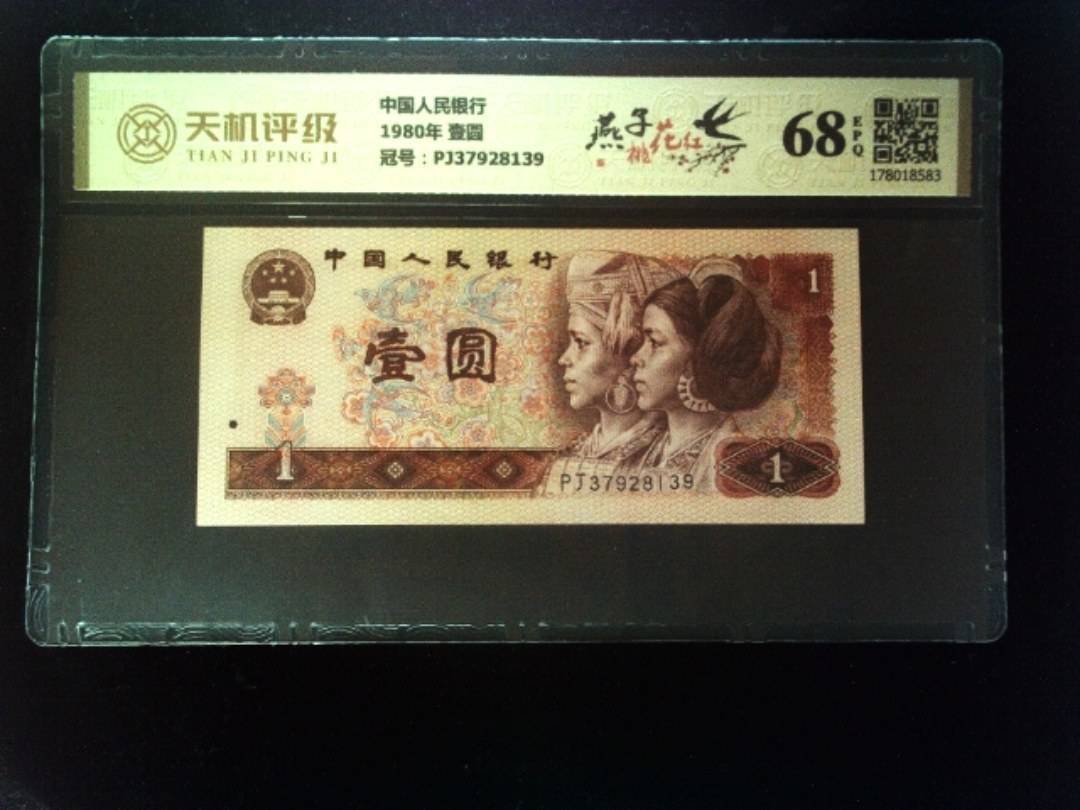 天机评级
TIAN JI PING JI
中国人民银行
1980年 壹圆
冠号：PJ37928139
燕子
桃花红
68
EPQ
178018583
中国人民银行
1
壹圆
1
PJ37928139
1